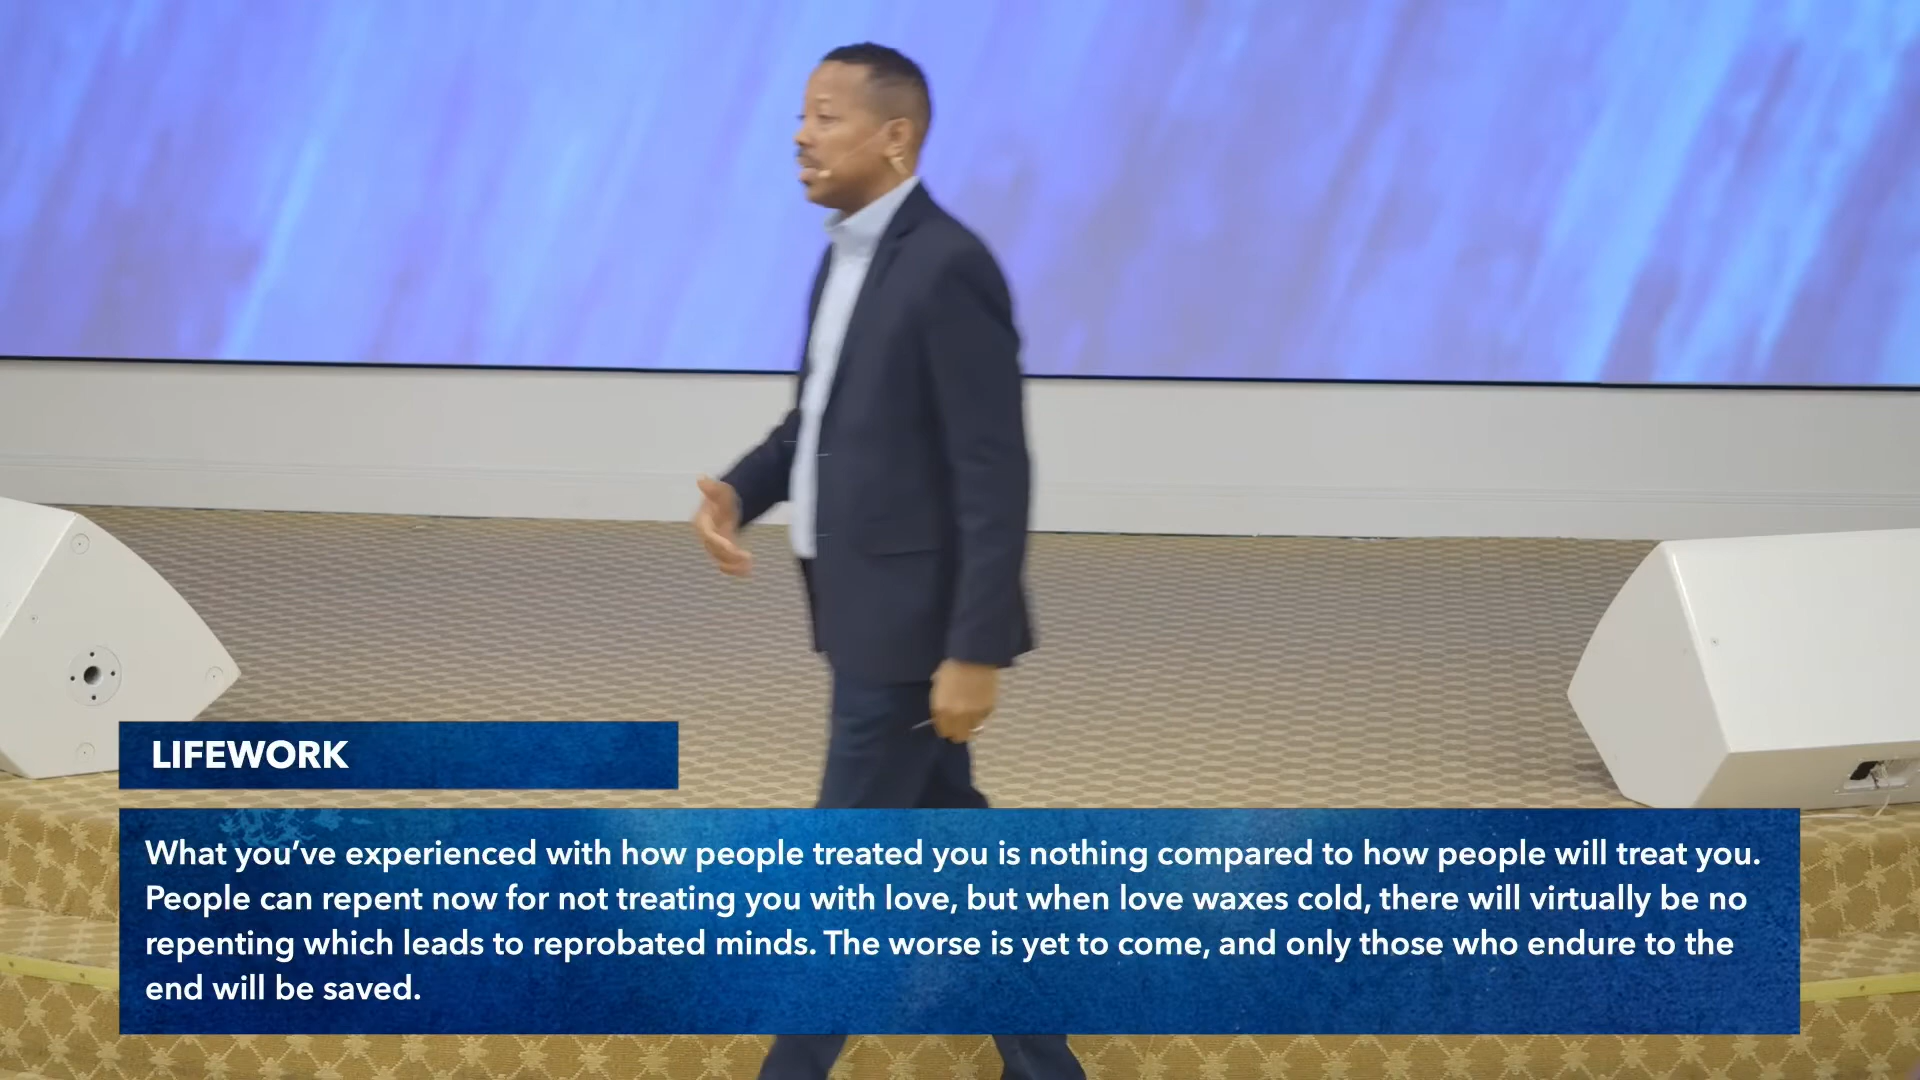 LIFEWORK
What you’ve experienced with how people treated you is nothing compared to how people will treat you.
People can repent now for not treating you with love, but when love waxes cold, there will virtually be no
repenting which leads to reprobated minds. The worse is yet to come, and only those who endure to the
end will be saved.